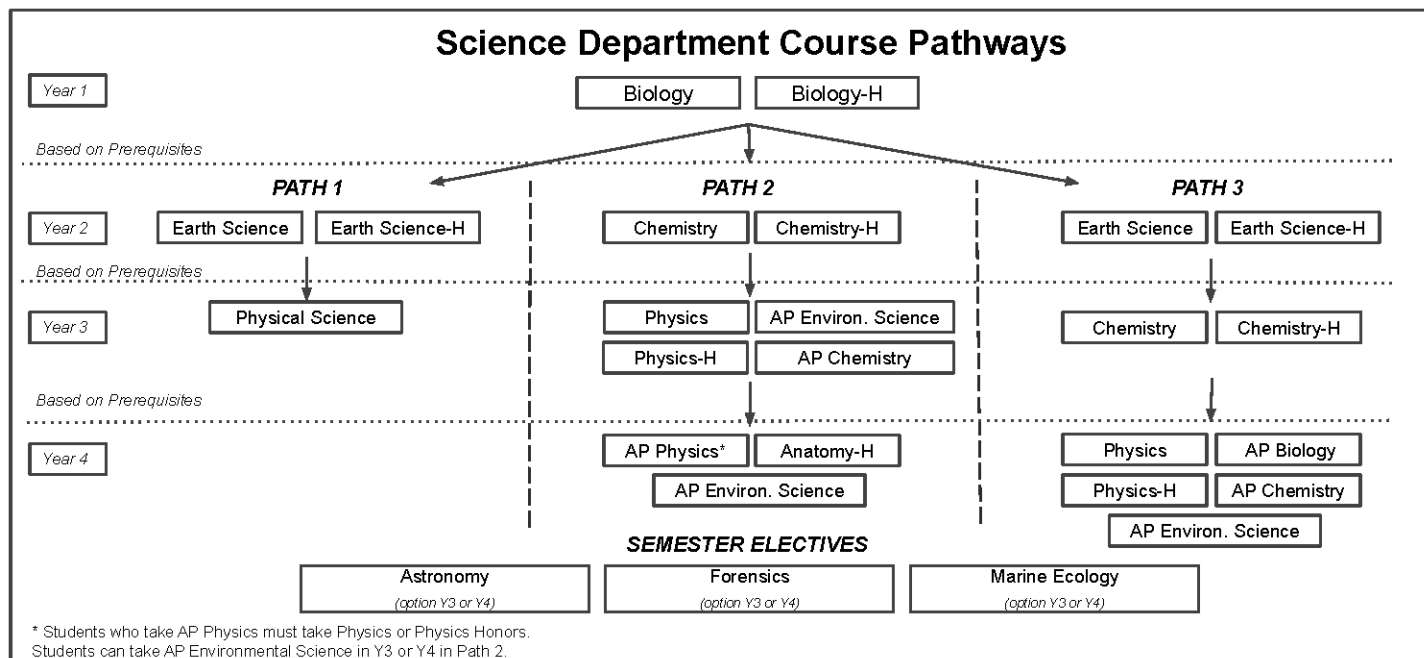 Science Department Course Pathways
Year 1
Biology
Biology-H
Based on Prerequisites
PATH 1
PATH 2
PATH 3
Year 2
Earth Science
Earth Science-H
Chemistry
Chemistry-H
Earth Science
Earth Science-H
Based on Prerequisites
Year 3
Physical Science
Physics
AP Environ. Science
Physics-H
AP Chemistry
Chemistry
Chemistry-H
Based on Prerequisites
Year 4
AP Physics*
Anatomy-H
AP Environ. Science
Physics
AP Biology
Physics-H
AP Chemistry
AP Environ. Science
SEMESTER ELECTIVES
Astronomy
(option Y3 or Y4)
Forensics
(option Y3 or Y4)
Marine Ecology
(option Y3 or Y4)
* Students who take AP Physics must take Physics or Physics Honors.
Students can take AP Environmental Science in Y3 or Y4 in Path 2.